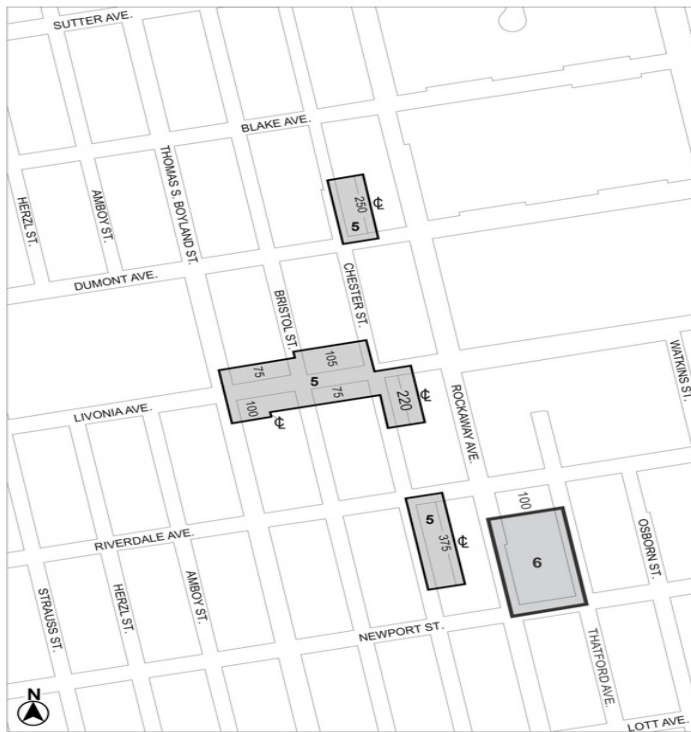 SUTTER AVE.
BLAKE AVE.
THOMAS S. BOYLAND ST.
AMBOY ST.
HERZL ST.
250
℄
5
DUMONT AVE.
CHESTER ST.
BRISTOL ST.
105
75
5
75
100
℄
220
℄
WATKINS ST.
LIVONIA AVE.
ROCKAWAY AVE.
100
5
375
℄
6
RIVERDALE AVE.
OSBORN ST.
AMBOY ST.
HERZL ST.
STRAUSS ST.
NEWPORT ST.
THATFORD AVE.
LOTT AVE.
N